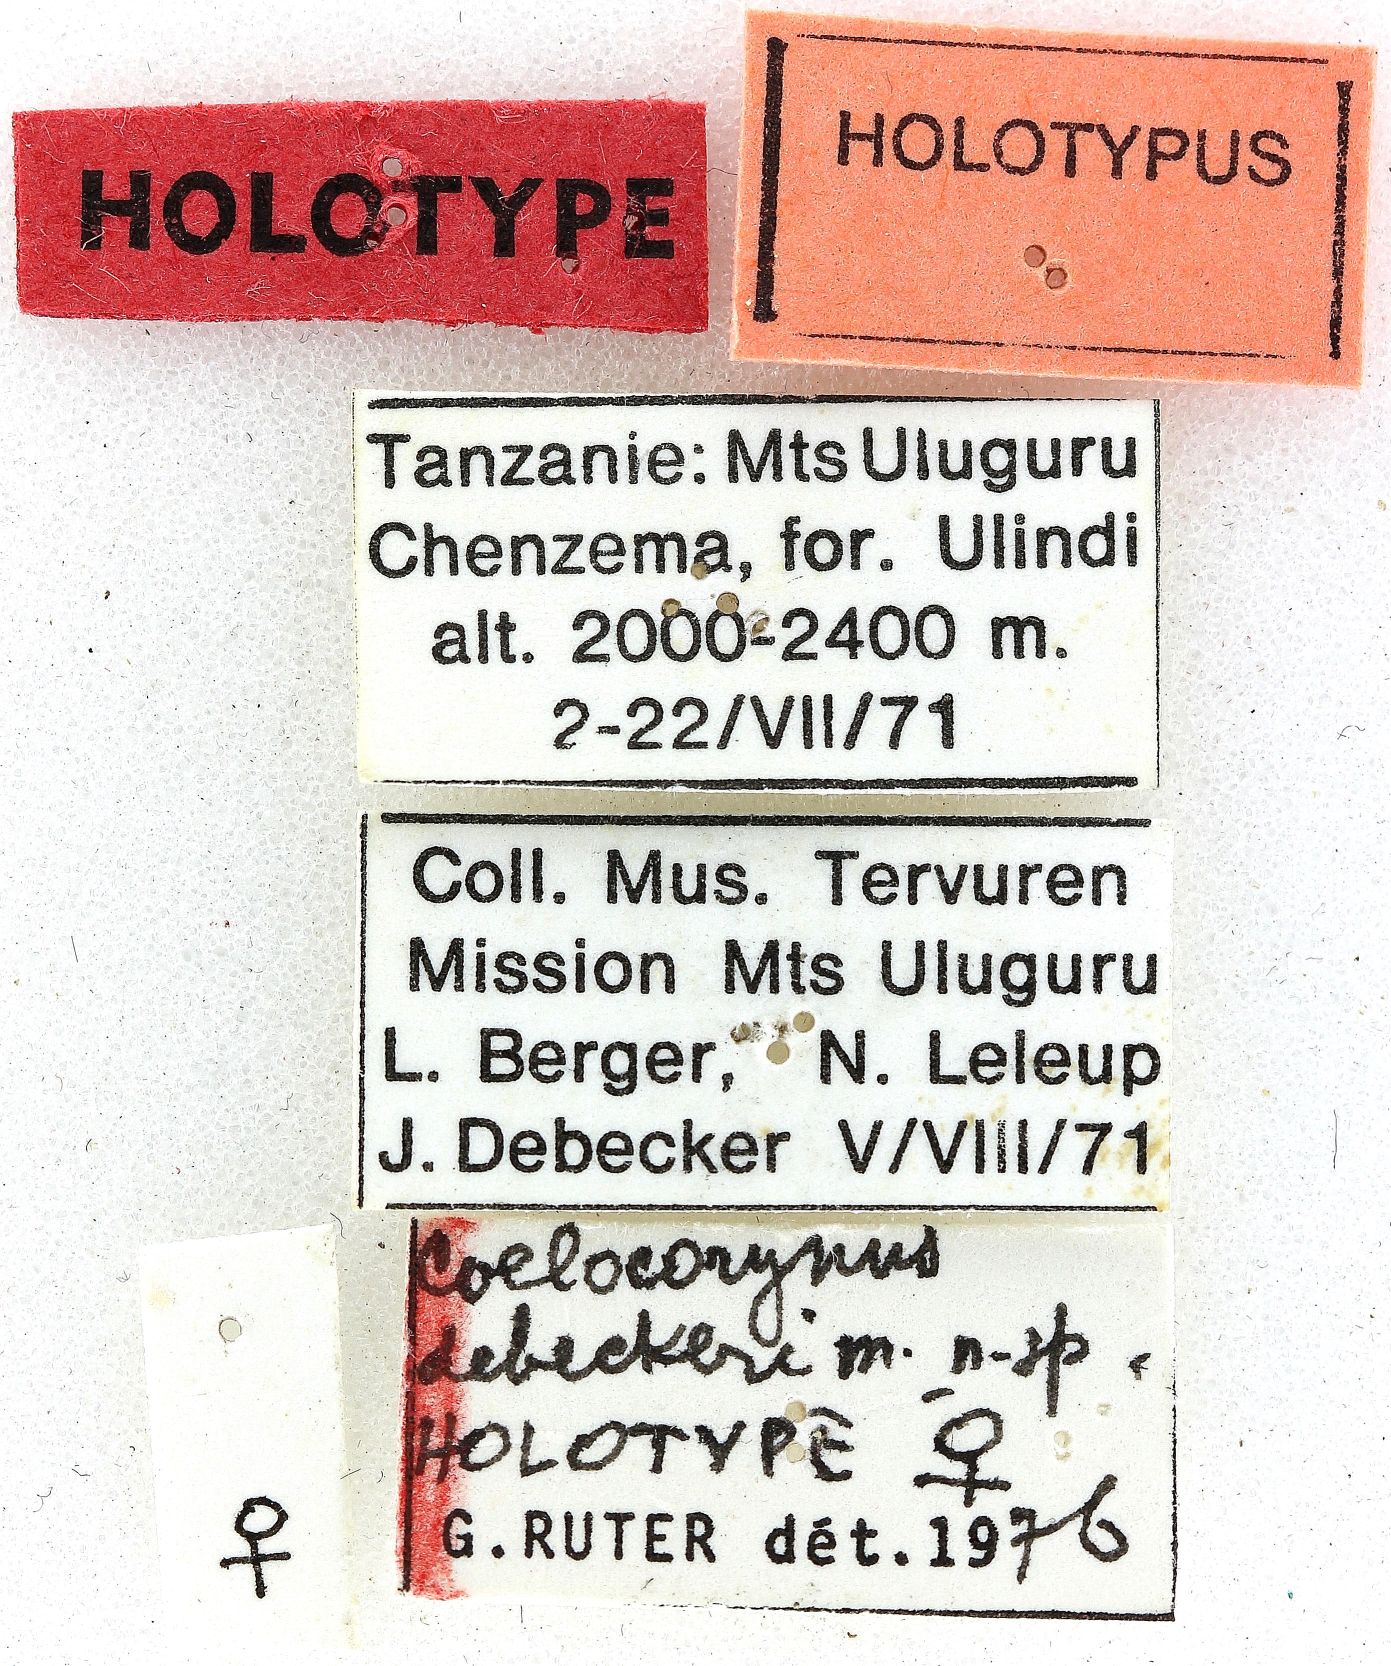 HOLOTYPE
HOLOTYPUS
Tanzanie: Mts Uluguru
Chenzema, for. Ulindi
alt. 2000-2400 m.
2-22/VII/71
Coll. Mus. Tervuren
Mission Mts Uluguru
L. Berger, N. Leleup
J. Debecker V/VIII/71
Coelocorynus
debeckeri m. n-sp.
HOLOTYPE ♀
G. RUTER dét. 1976
♀